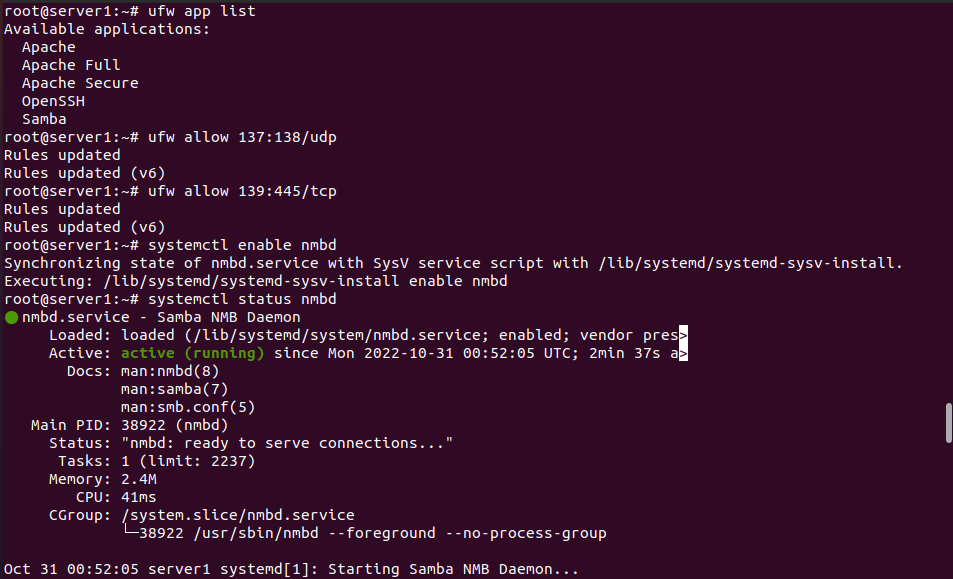 root@server1:~# ufw app list
Available applications:
  Apache
  Apache Full
  Apache Secure
  OpenSSH
  Samba
root@server1:~# ufw allow 137:138/udp
Rules updated
Rules updated (v6)
root@server1:~# ufw allow 139:445/tcp
Rules updated
Rules updated (v6)
root@server1:~# systemctl enable nmbd
Synchronizing state of nmbd.service with SysV service script with /lib/systemd/systemd-sysv-install.
Executing: /lib/systemd/systemd-sysv-install enable nmbd
root@server1:~# systemctl status nmbd
● nmbd.service - Samba NMB Daemon
     Loaded: loaded (/lib/systemd/system/nmbd.service; enabled; vendor pres>
     Active: active (running) since Mon 2022-10-31 00:52:05 UTC; 2min 37s a>
       Docs: man:nmbd(8)
             man:samba(7)
             man:smb.conf(5)
   Main PID: 38922 (nmbd)
     Status: "nmbd: ready to serve connections..."
      Tasks: 1 (limit: 2237)
     Memory: 2.4M
        CPU: 41ms
     CGroup: /system.slice/nmbd.service
             └─38922 /usr/sbin/nmbd --foreground --no-process-group

Oct 31 00:52:05 server1 systemd[1]: Starting Samba NMB Daemon...